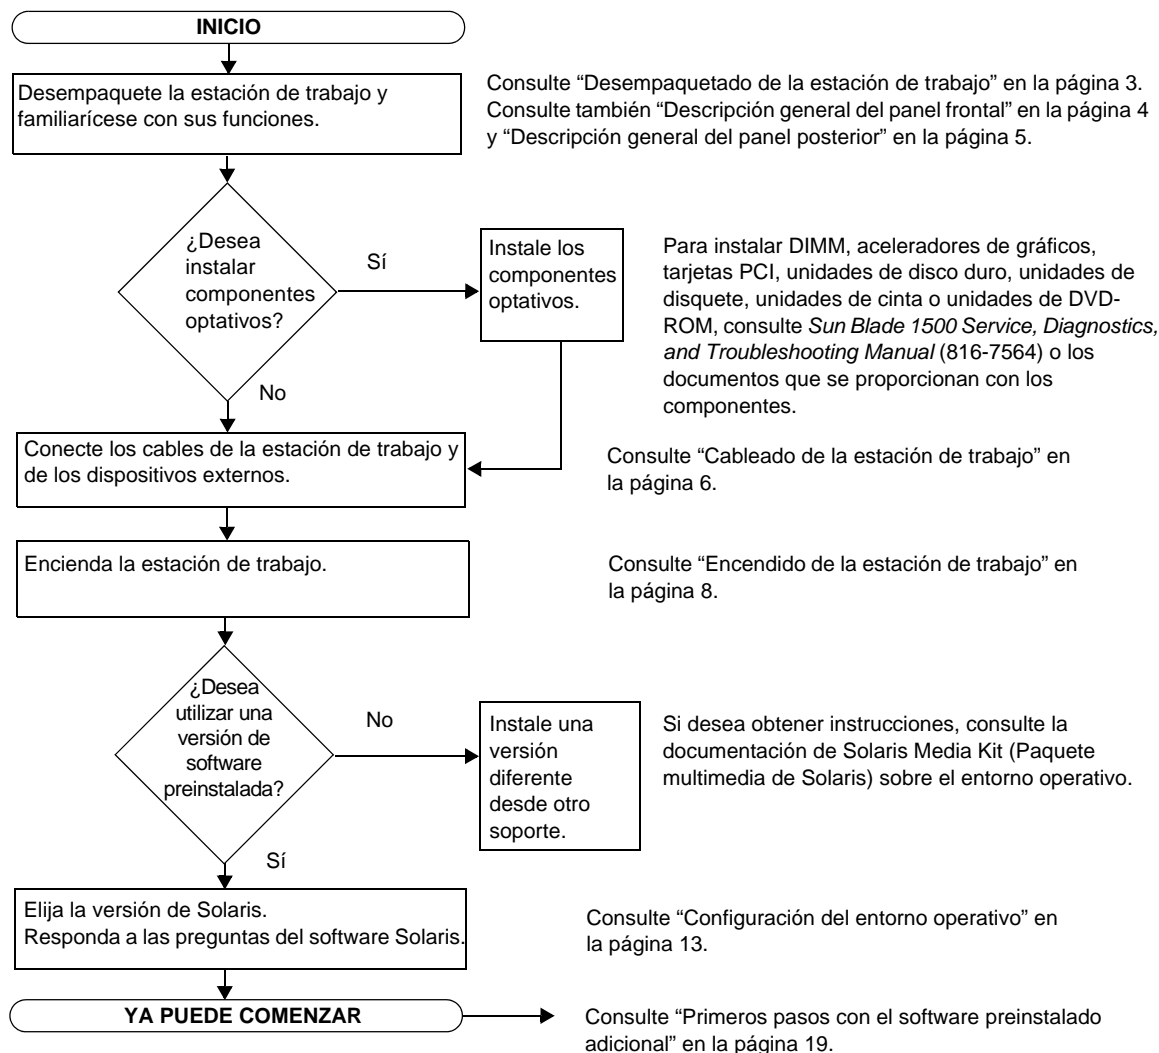 INICIO
Desempaquete la estación de trabajo y
familiarícese con sus funciones.
Consulte “Desempaquetado de la estación de trabajo” en la página 3.
Consulte también “Descripción general del panel frontal” en la página 4
y “Descripción general del panel posterior” en la página 5.
¿Desea
instalar
componentes
optativos?
Sí
Instale los
componentes
optativos.
Para instalar DIMM, aceleradores de gráficos,
tarjetas PCI, unidades de disco duro, unidades de
disquete, unidades de cinta o unidades de DVD-
ROM, consulte Sun Blade 1500 Service, Diagnostics,
and Troubleshooting Manual (816-7564) o los
documentos que se proporcionan con los
componentes.
No
Conecte los cables de la estación de trabajo y
de los dispositivos externos.
Consulte “Cableado de la estación de trabajo” en
la página 6.
Encienda la estación de trabajo.
Consulte “Encendido de la estación de trabajo” en
la página 8.
¿Desea
utilizar una
versión de
software
preinstalada?
No
Instale una
versión
diferente
desde otro
soporte.
Si desea obtener instrucciones, consulte la
documentación de Solaris Media Kit (Paquete
multimedia de Solaris) sobre el entorno operativo.
Sí
Elija la versión de Solaris.
Responda a las preguntas del software Solaris.
Consulte “Configuración del entorno operativo” en
la página 13.
YA PUEDE COMENZAR
Consulte “Primeros pasos con el software preinstalado
adicional” en la página 19.